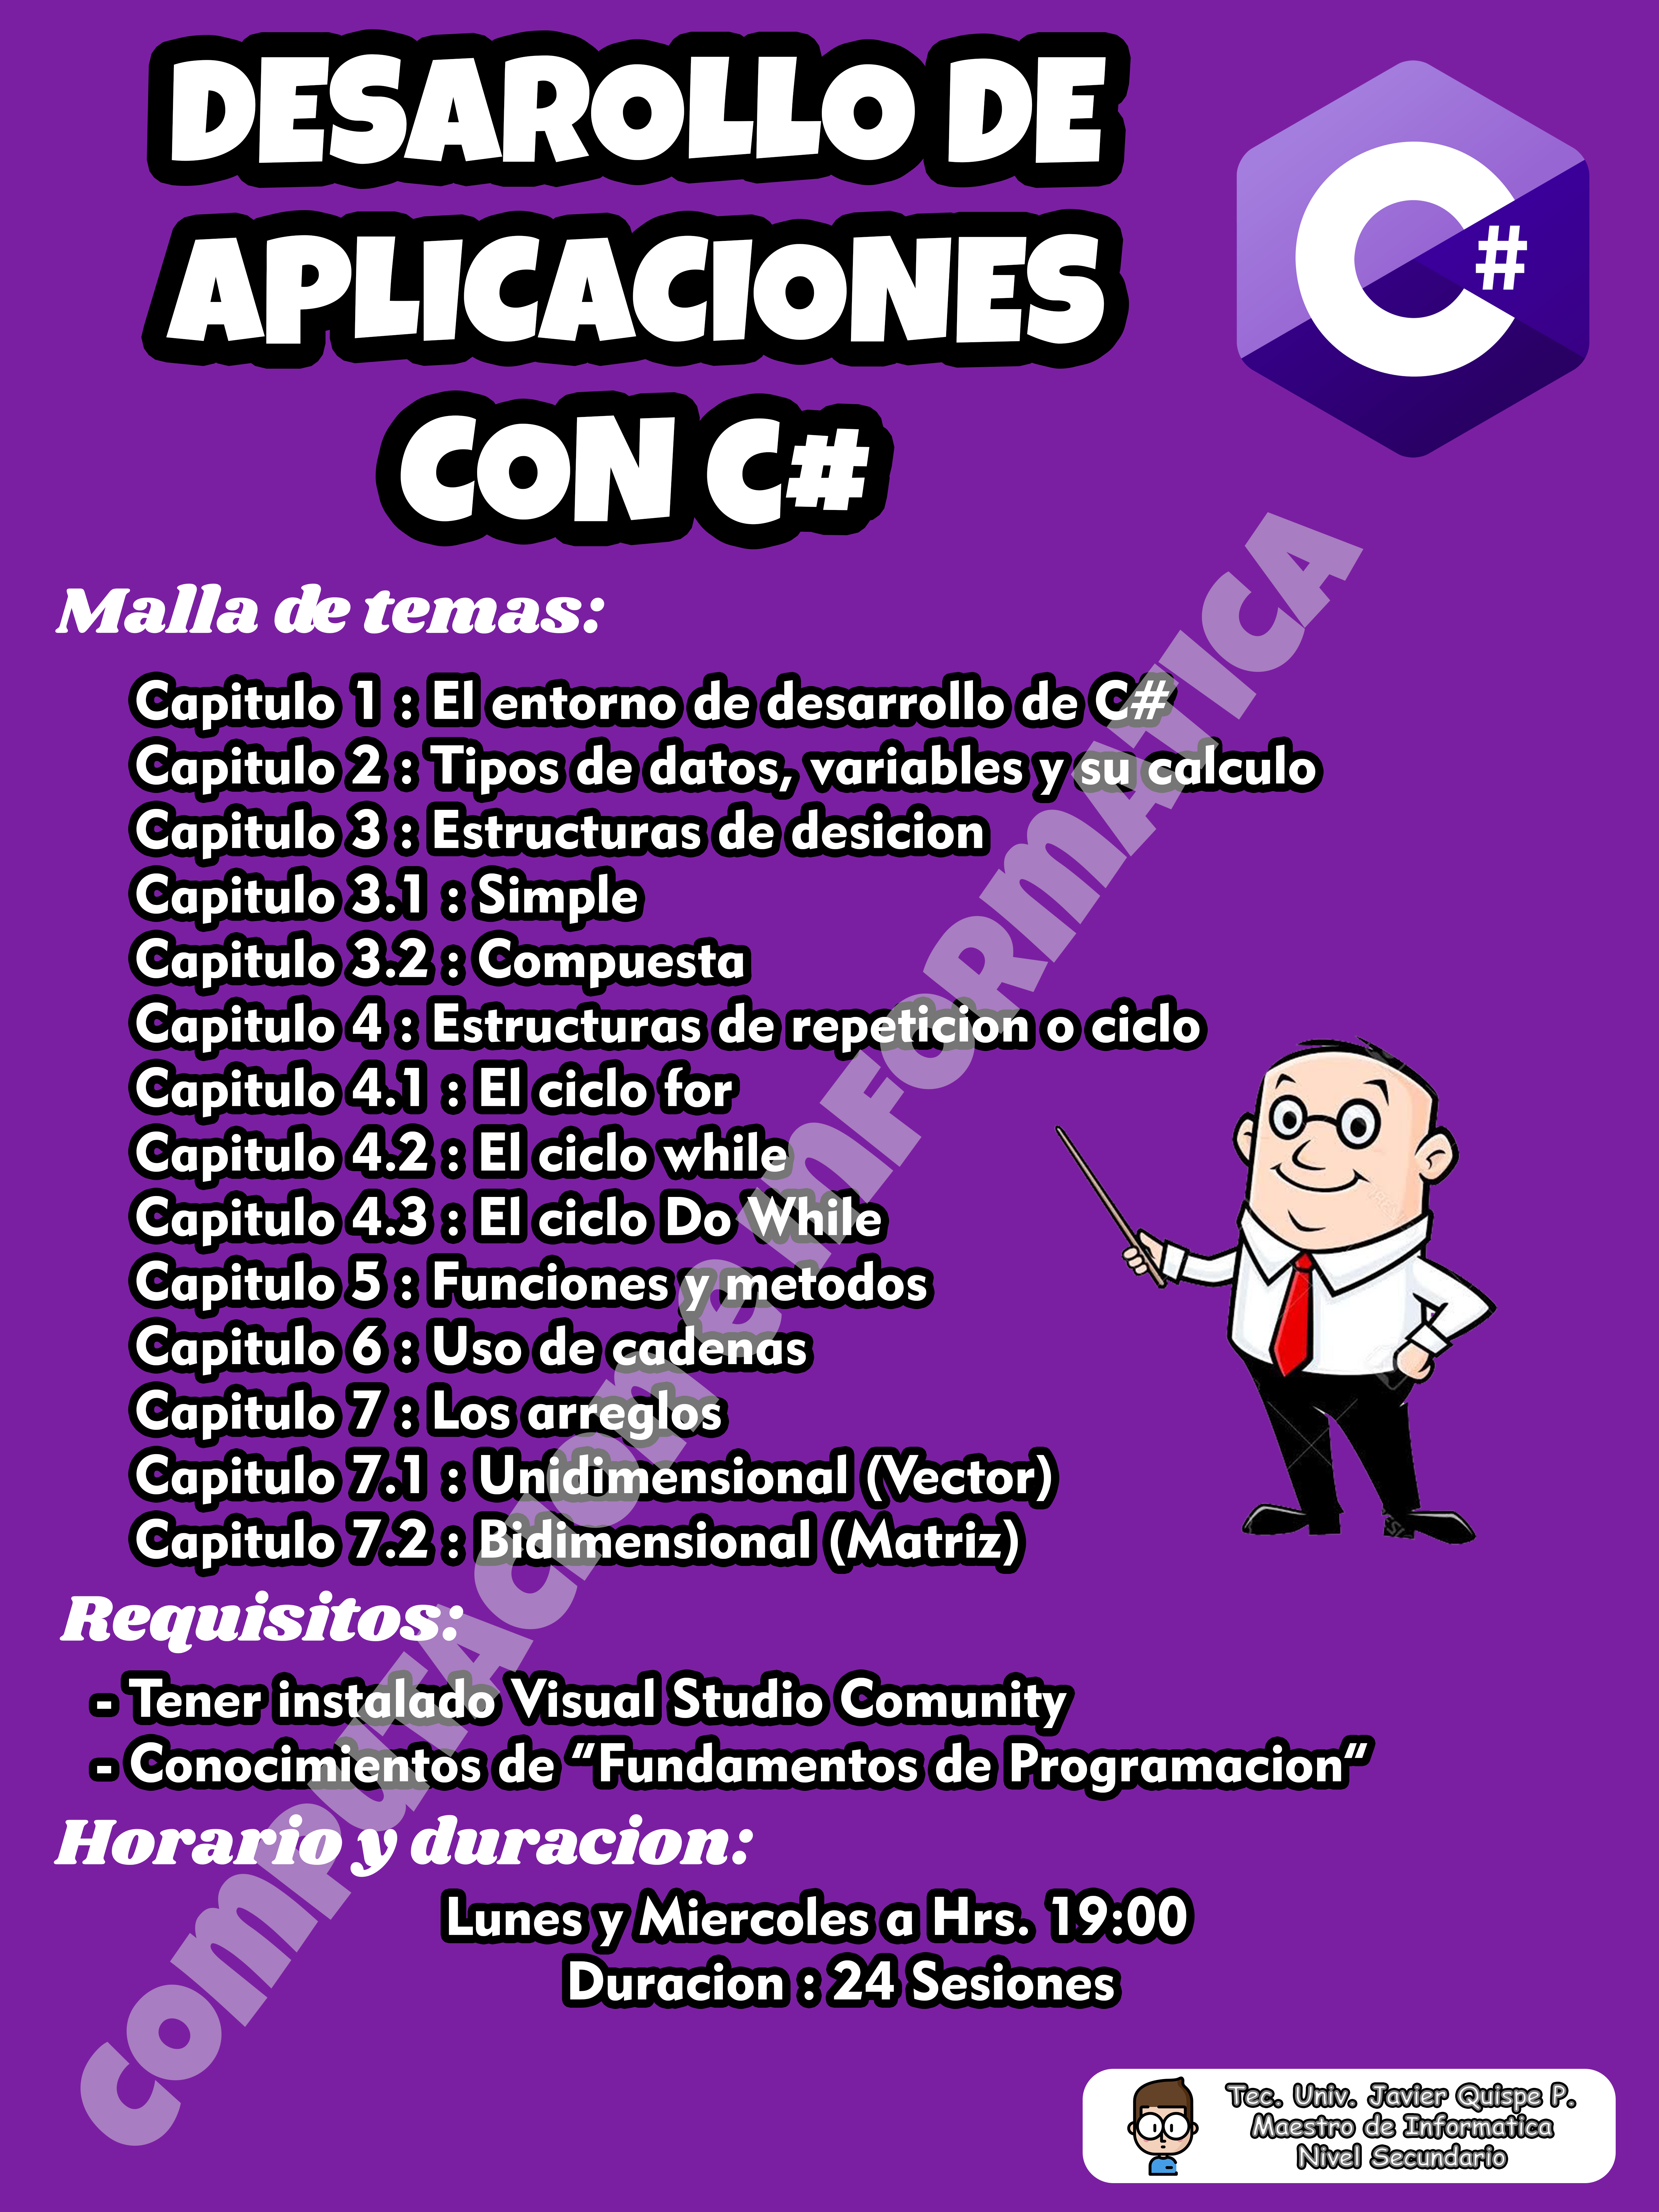 DESAROLLO DE
APLICACIONES
CON C#
C#
Malla de temas:
Capitulo 1 : El entorno de desarrollo de C#
Capitulo 2 : Tipos de datos, variables y su calculo
Capitulo 3 : Estructuras de desicion
Capitulo 3.1 : Simple
Capitulo 3.2 : Compuesta
Capitulo 4 : Estructuras de repeticion o ciclo
Capitulo 4.1 : El ciclo for
Capitulo 4.2 : El ciclo while
Capitulo 4.3 : El ciclo Do While
Capitulo 5 : Funciones y metodos
Capitulo 6 : Uso de cadenas
Capitulo 7 : Los arreglos
Capitulo 7.1 : Unidimensional (Vector)
Capitulo 7.2 : Bidimensional (Matriz)
Requisitos:
- Tener instalado Visual Studio Comunity
- Conocimientos de “Fundamentos de Programacion”
Horario y duracion:
Lunes y Miercoles a Hrs. 19:00
Duracion : 24 Sesiones
comPuTAcion e inFoRmATICA
Tec. Univ. Javier Quispe P.
Maestro de Informatica
Nivel Secundario